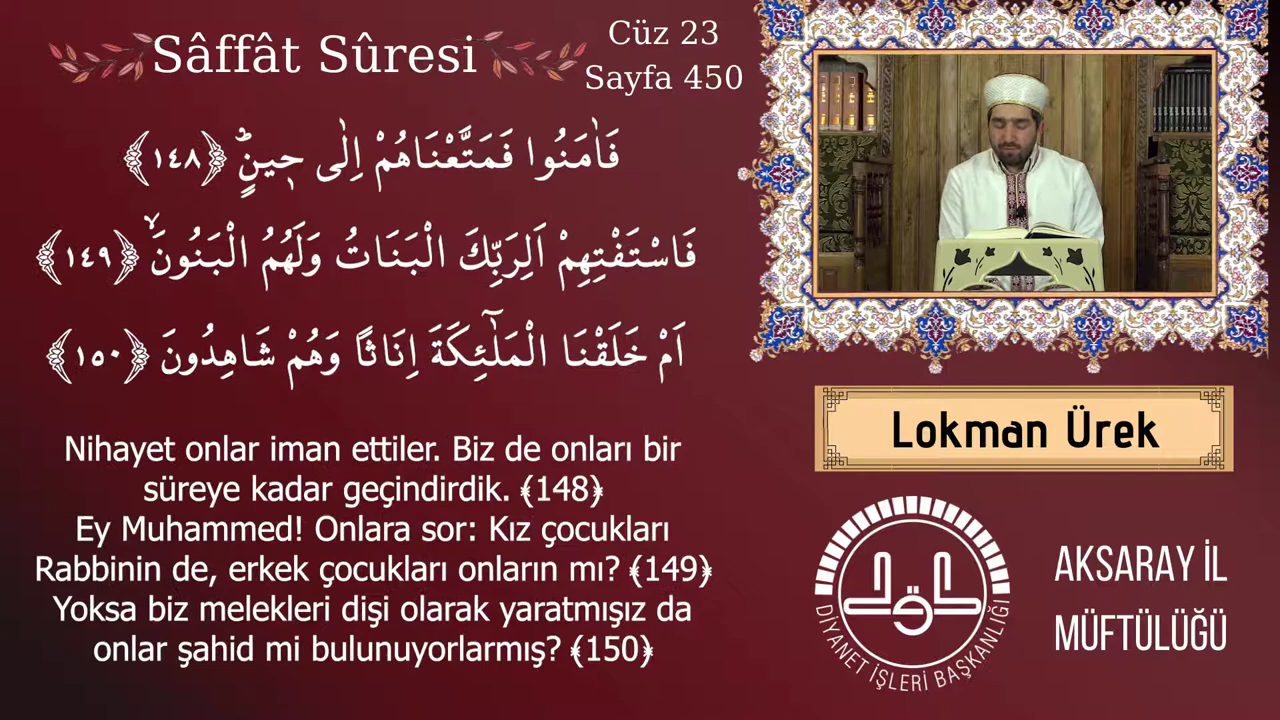 Sâffât Sûresi
Cüz 23
Sayfa 450
فَاٰمَنُوا فَمَتَّعْنَاهُمْ اِلٰى ح۪ينٍۜ ﴿١٤٨﴾
فَاسْتَفْتِهِمْ اَلِرَبِّكَ الْبَنَاتُ وَلَهُمُ الْبَنُونَۙ ﴿١٤٩﴾
اَمْ خَلَقْنَا الْمَلٰٓئِكَةَ اِنَاثًا وَهُمْ شَاهِدُونَ ﴿١٥٠﴾
Nihayet onlar iman ettiler. Biz de onları bir
süreye kadar geçindirdik. ﴾148﴿
Ey Muhammed! Onlara sor: Kız çocukları
Rabbinin de, erkek çocukları onların mı? ﴾149﴿
Yoksa biz melekleri dişi olarak yaratmışız da
onlar şahid mi bulunuyorlarmış? ﴾150﴿
Lokman Ürek
DİYANET İŞLERİ BAŞKANLIĞI
AKSARAY İL
MÜFTÜLÜĞÜ